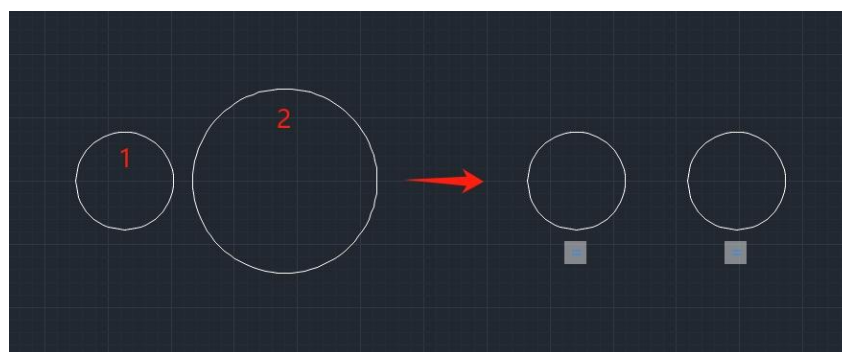 1
2
=
=